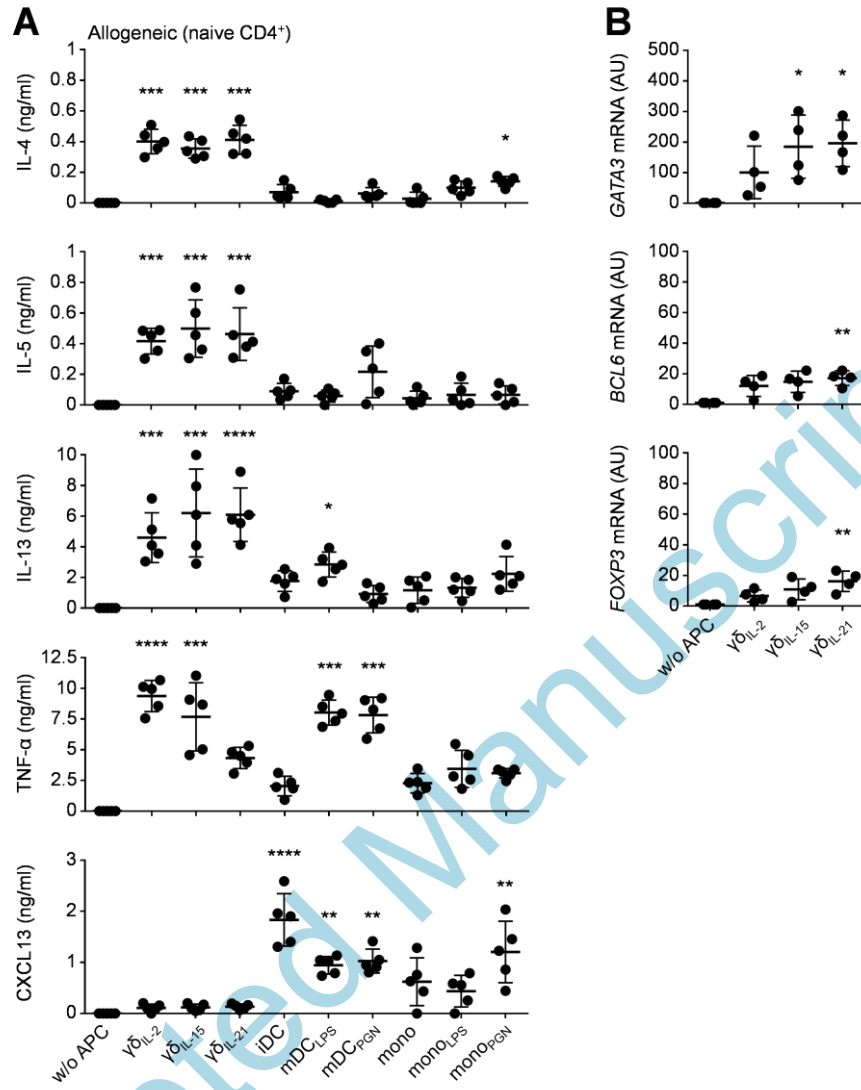 A
Allogeneic (naive CD4⁺)
IL-4 (ng/ml)
1
0.8
0.6
0.4
0.2
0
*** *** *** *
IL-5 (ng/ml)
1
0.8
0.6
0.4
0.2
0
*** *** ***
IL-13 (ng/ml)
10
8
6
4
2
0
*** *** **** *
TNF-α (ng/ml)
12.5
10
7.5
5
2.5
0
**** *** *** ***
CXCL13 (ng/ml)
3
2
1
0
**** ** ** **
w/o APC
γδIL-2
γδIL-15
γδIL-21
iDC
mDCLPS
mDCPGN
mono
monoLPS
monoPGN
B
GATA3 mRNA (AU)
500
400
300
200
100
0
* *
BCL6 mRNA (AU)
100
80
60
40
20
0
**
FOXP3 mRNA (AU)
100
80
60
40
20
0
**
w/o APC
γδIL-2
γδIL-15
γδIL-21
nted Manuscrip